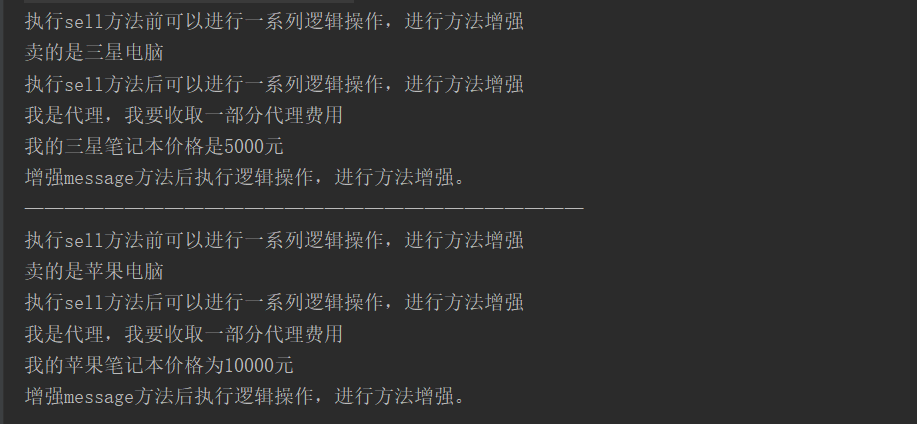 执行sell方法前可以进行一系列逻辑操作，进行方法增强
卖的是三星电脑
执行sell方法后可以进行一系列逻辑操作，进行方法增强
我是代理，我要收取一部分代理费用
我的三星笔记本价格是5000元
增强message方法后执行逻辑操作，进行方法增强。
————————————————————————————
执行sell方法前可以进行一系列逻辑操作，进行方法增强
卖的是苹果电脑
执行sell方法后可以进行一系列逻辑操作，进行方法增强
我是代理，我要收取一部分代理费用
我的苹果笔记本价格为10000元
增强message方法后执行逻辑操作，进行方法增强。